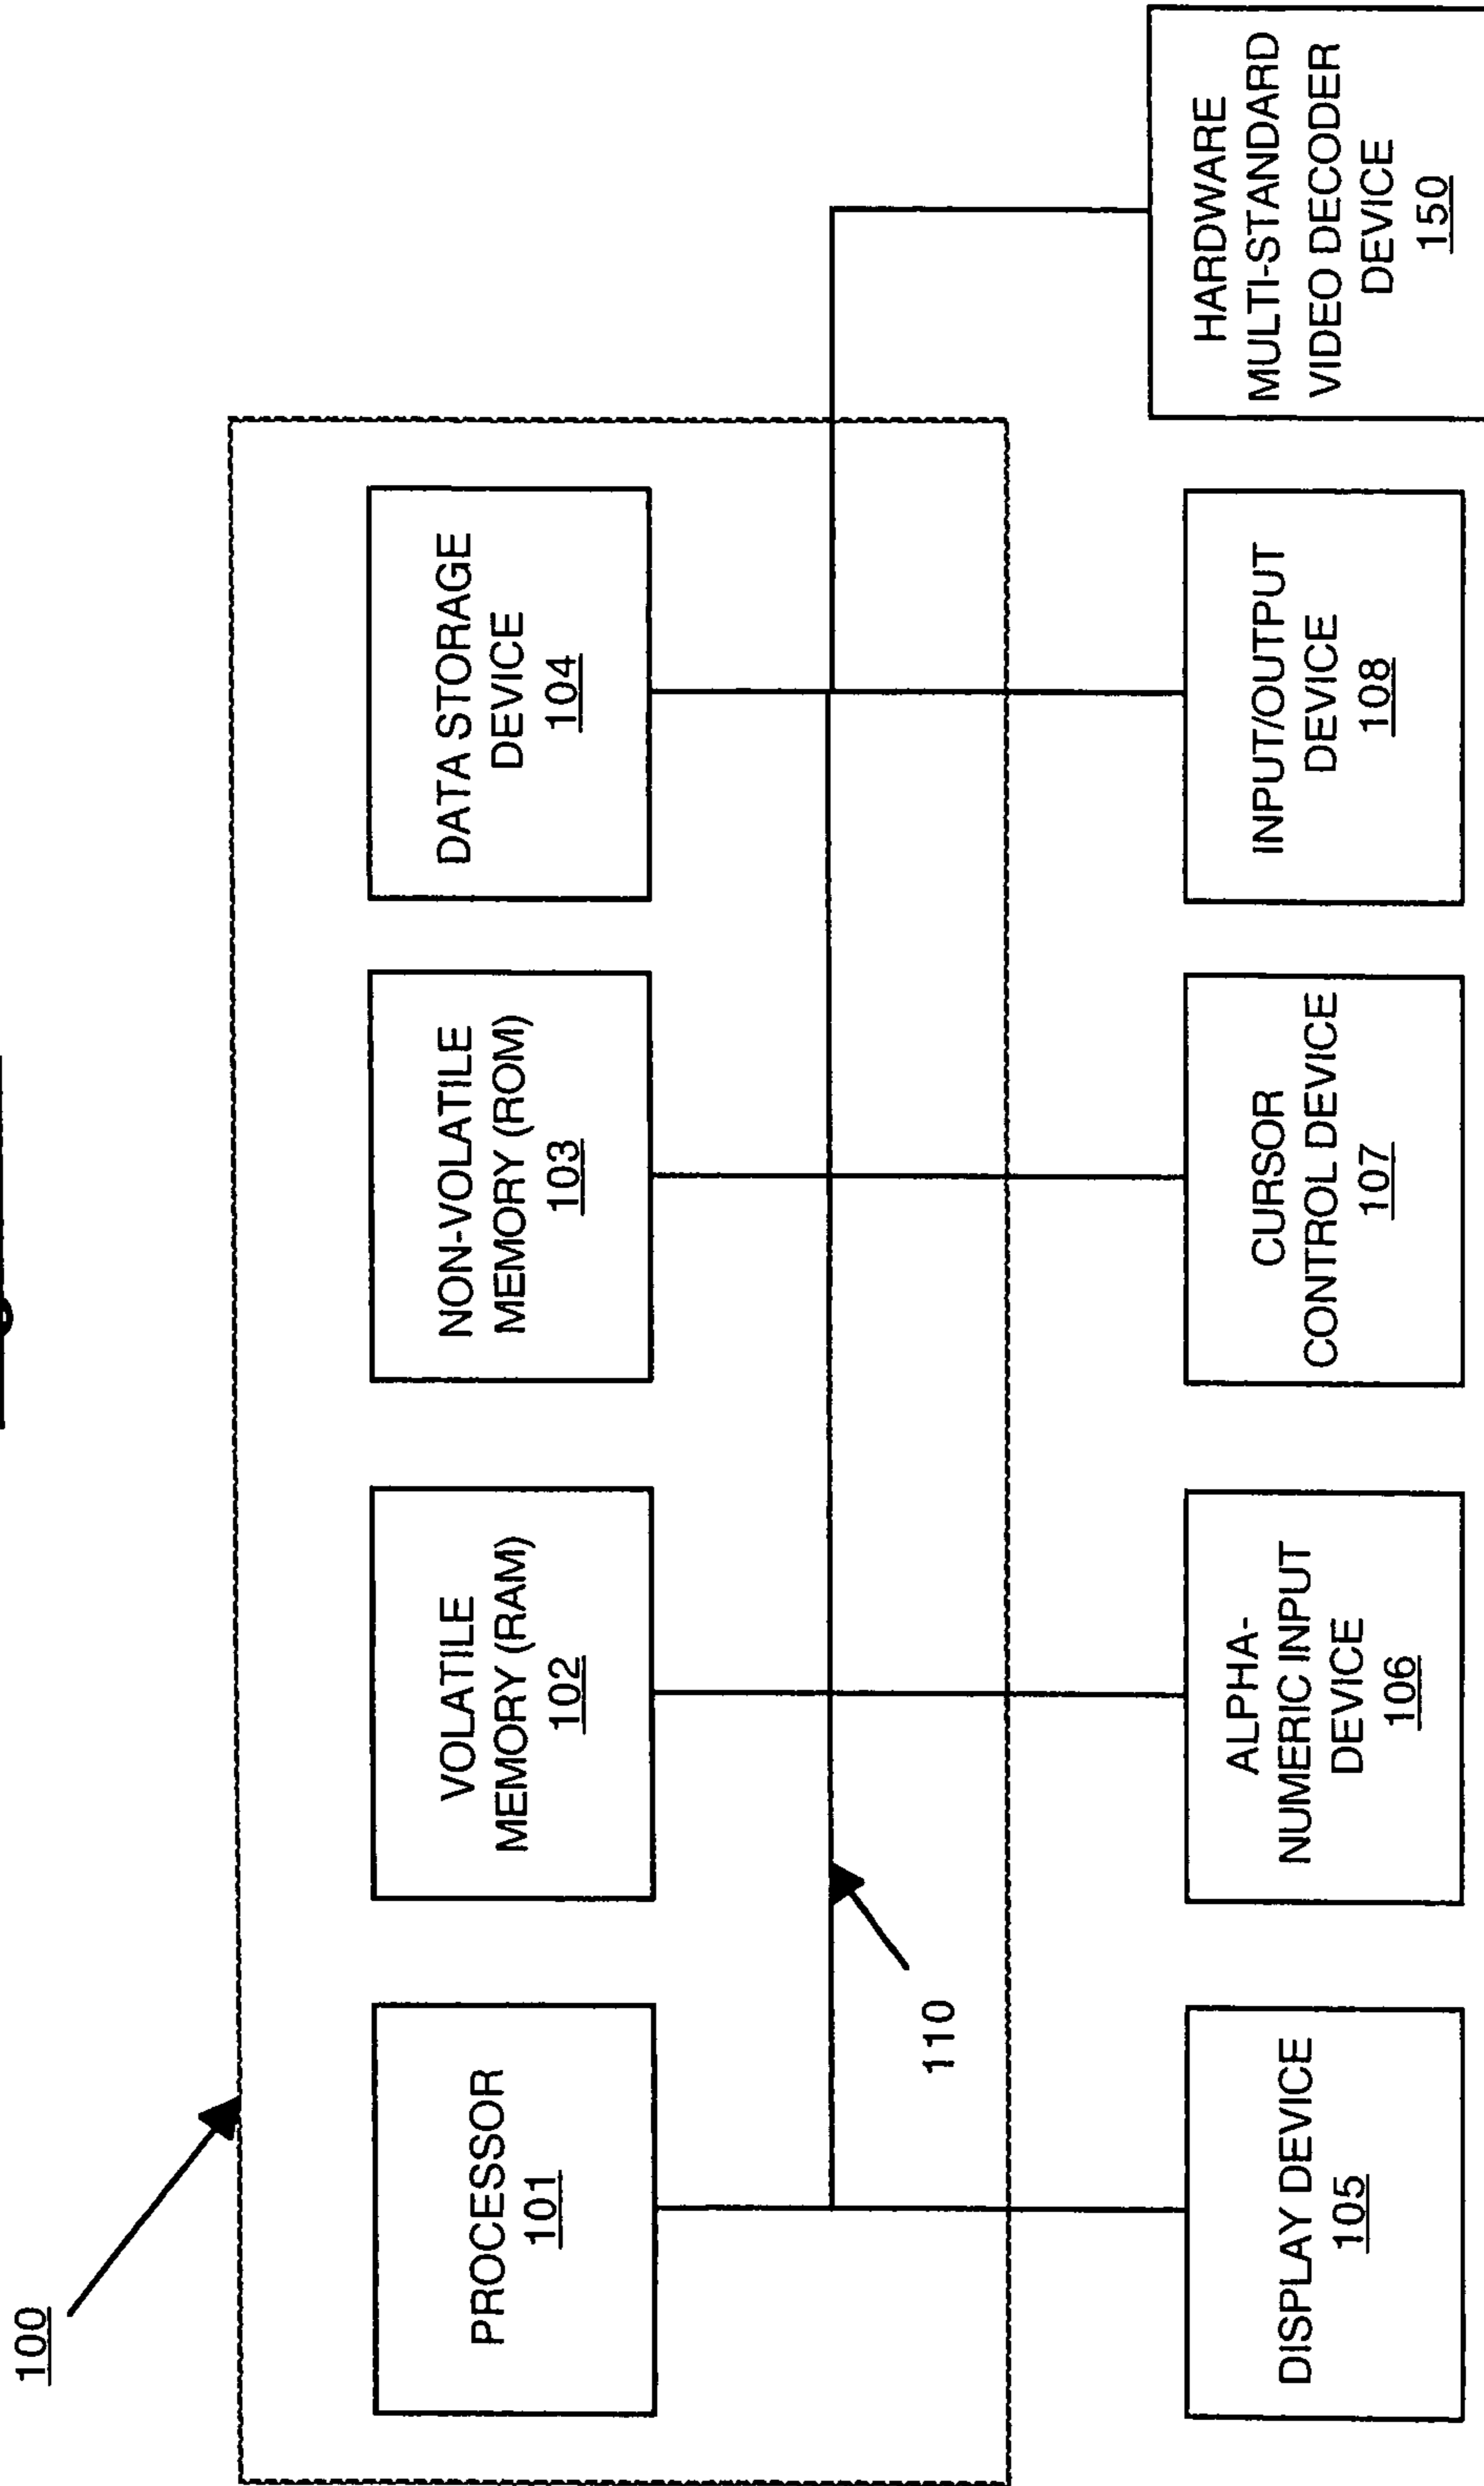 100
PROCESSOR
101
VOLATILE
MEMORY (RAM)
102
NON-VOLATILE
MEMORY (ROM)
103
DATA STORAGE
DEVICE
104
110
DISPLAY DEVICE
105
ALPHA-
NUMERIC INPUT
DEVICE
106
CURSOR
CONTROL DEVICE
107
INPUT/OUTPUT
DEVICE
108
HARDWARE
MULTI-STANDARD
VIDEO DECODER
DEVICE
150